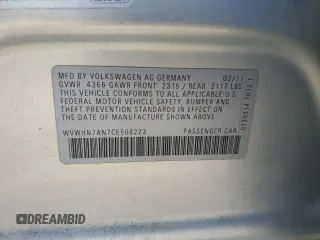 MFD BY VOLKSWAGEN AG GERMANY 02/11
GVWR 4366 GAWR FRONT 2315 / REAR 2117 LBS
THIS VEHICLE CONFORMS TO ALL APPLICABLE U.S
FEDERAL MOTOR VEHICLE SAFETY, BUMPER AND
THEFT PREVENTION STANDARDS IN EFFECT ON THE
DATE OF MANUFACTURE SHOWN ABOVE
WVWHN7AN7CE508223 PASSENGER CAR
DREAMBID